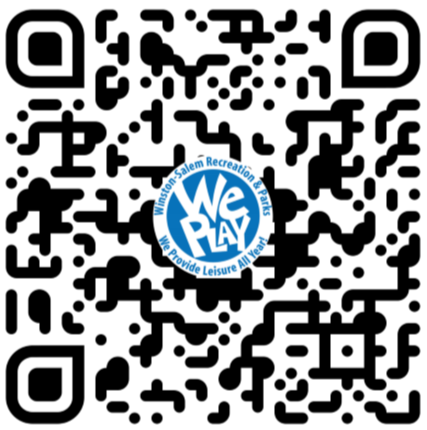 Winston-Salem Recreation & Parks
We
PLAY
We Provide Leisure All Year!